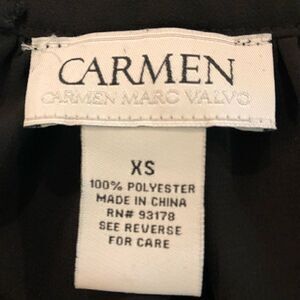 CARMEN
CARMEN MARC VALVO
XS
100% POLYESTER
MADE IN CHINA
RN# 93178
SEE REVERSE
FOR CARE